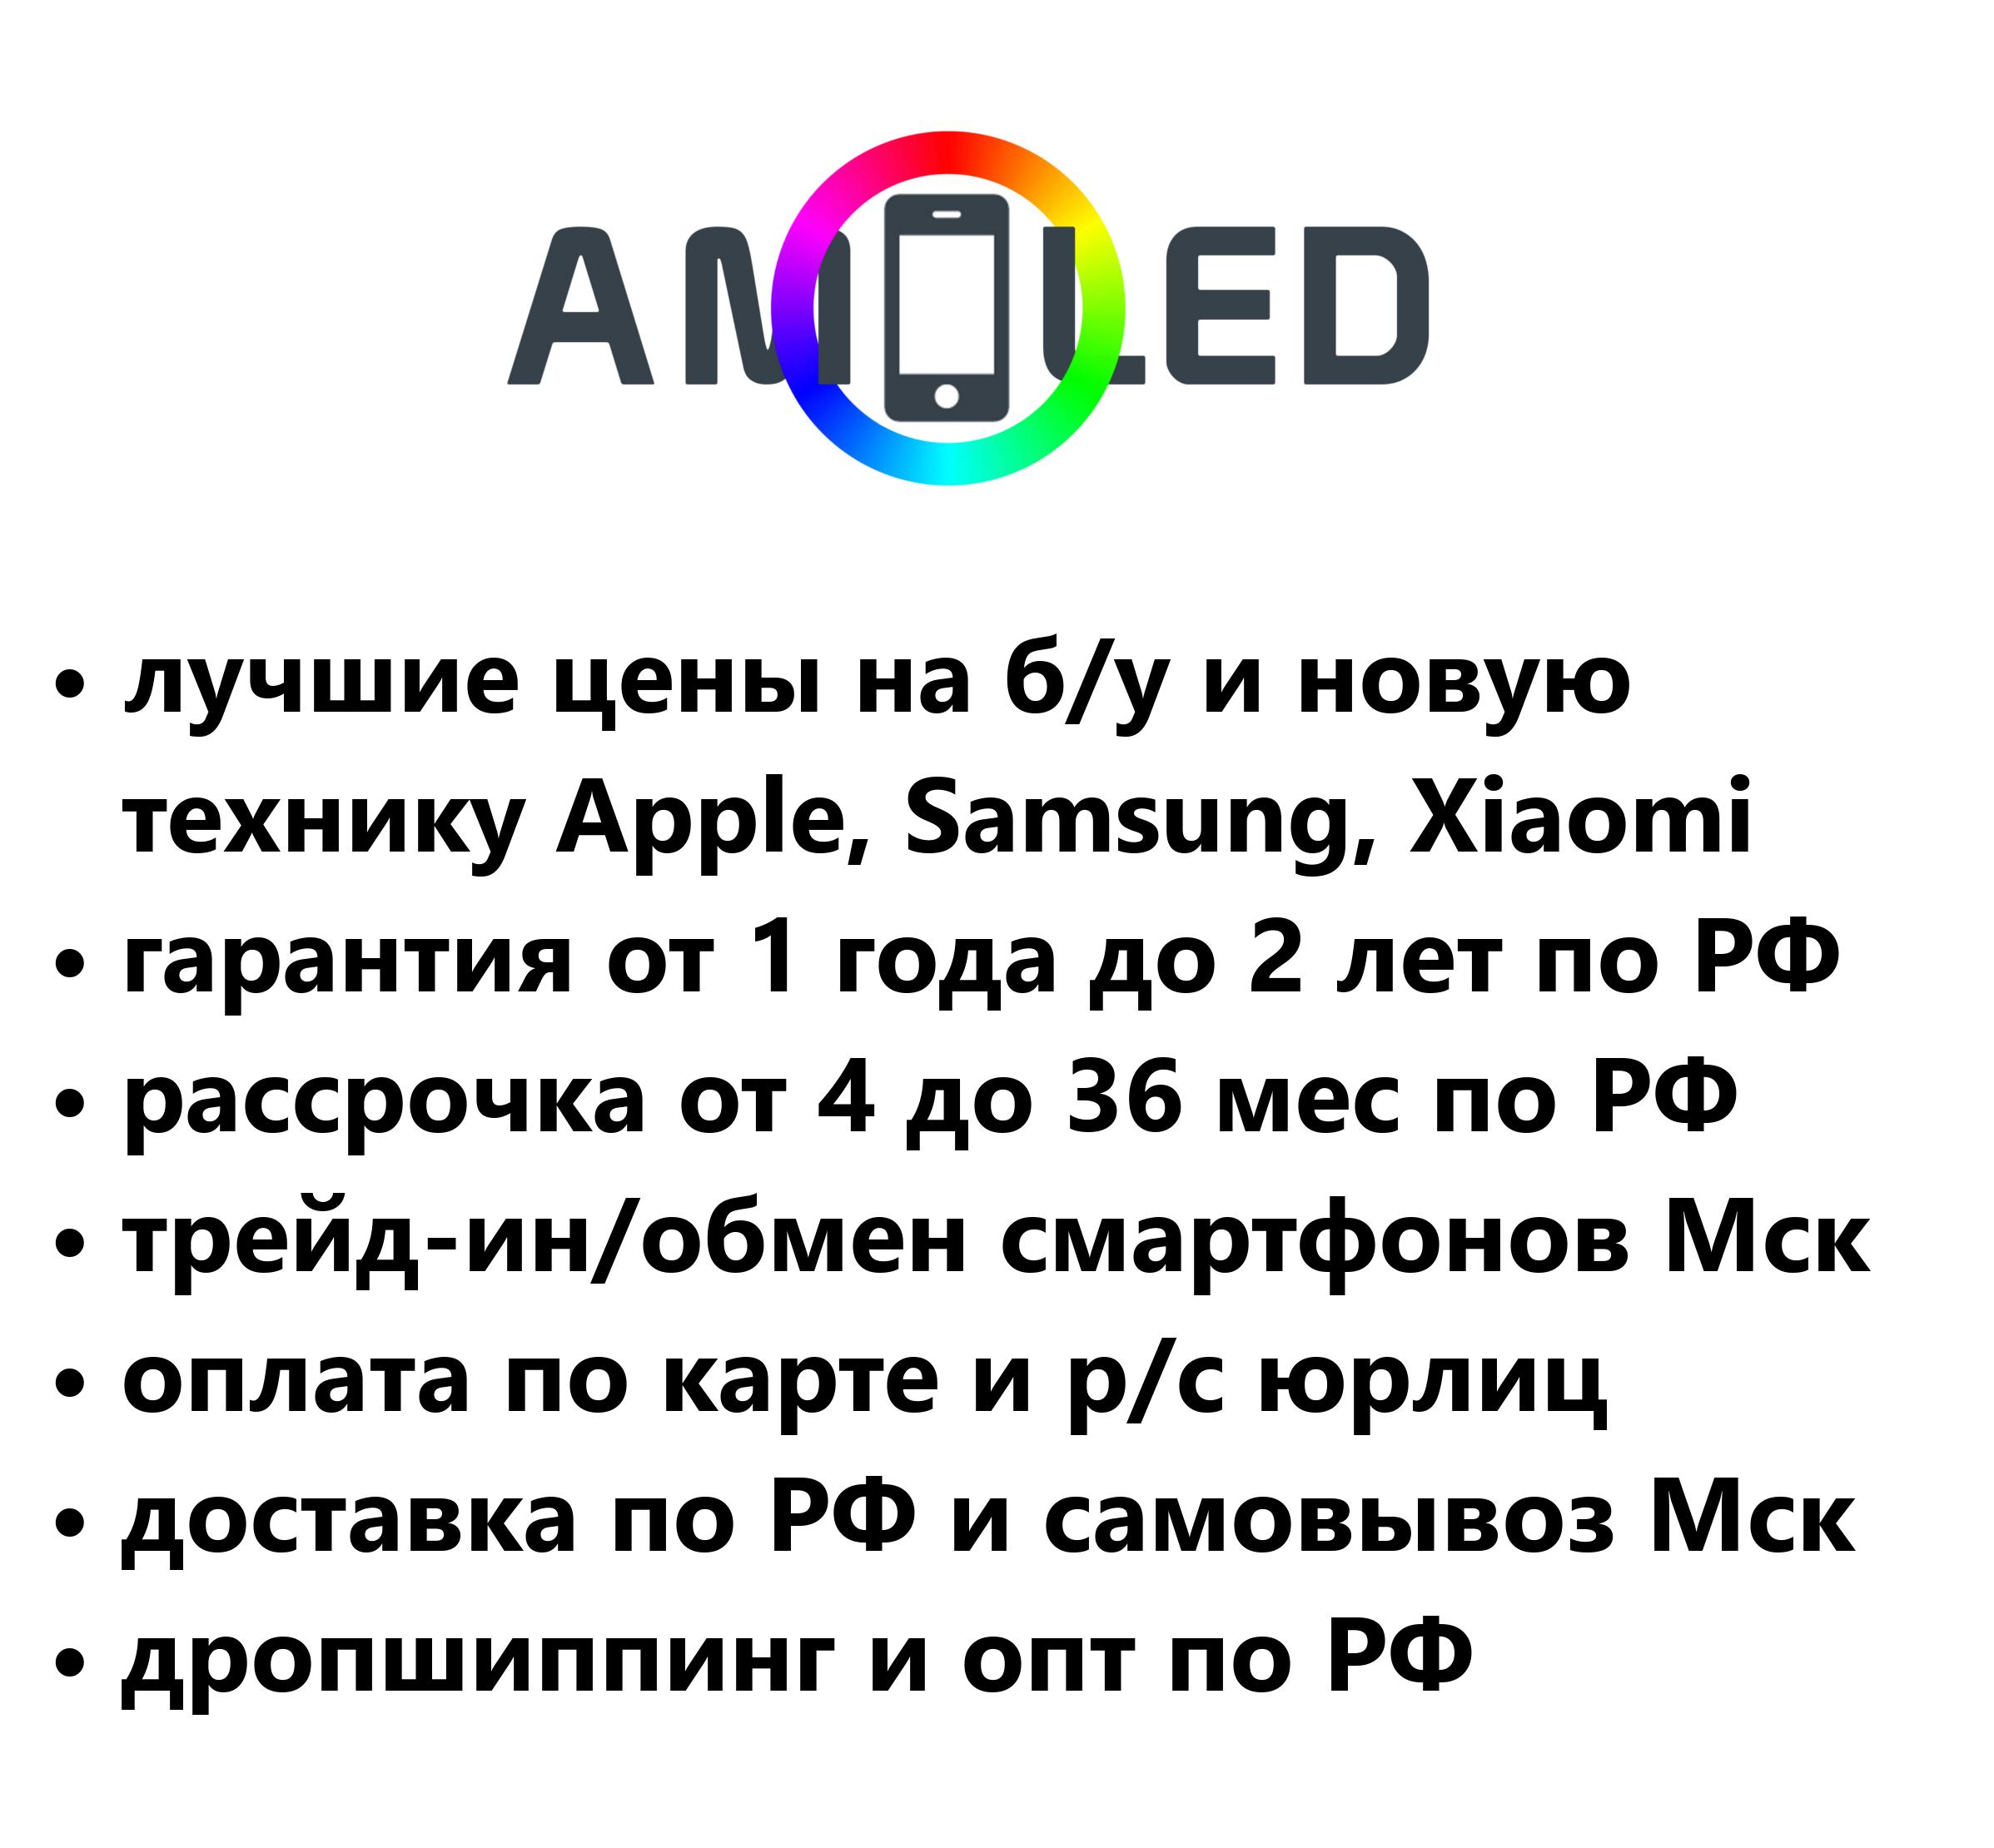 AMOLED
• лучшие цены на б/у и новую
технику Apple, Samsung, Xiaomi
• гарантия от 1 года до 2 лет по РФ
• рассрочка от 4 до 36 мес по РФ
• трейд-ин/обмен смартфонов Мск
• оплата по карте и р/с юрлиц
• доставка по РФ и самовывоз Мск
• дропшиппинг и опт по РФ